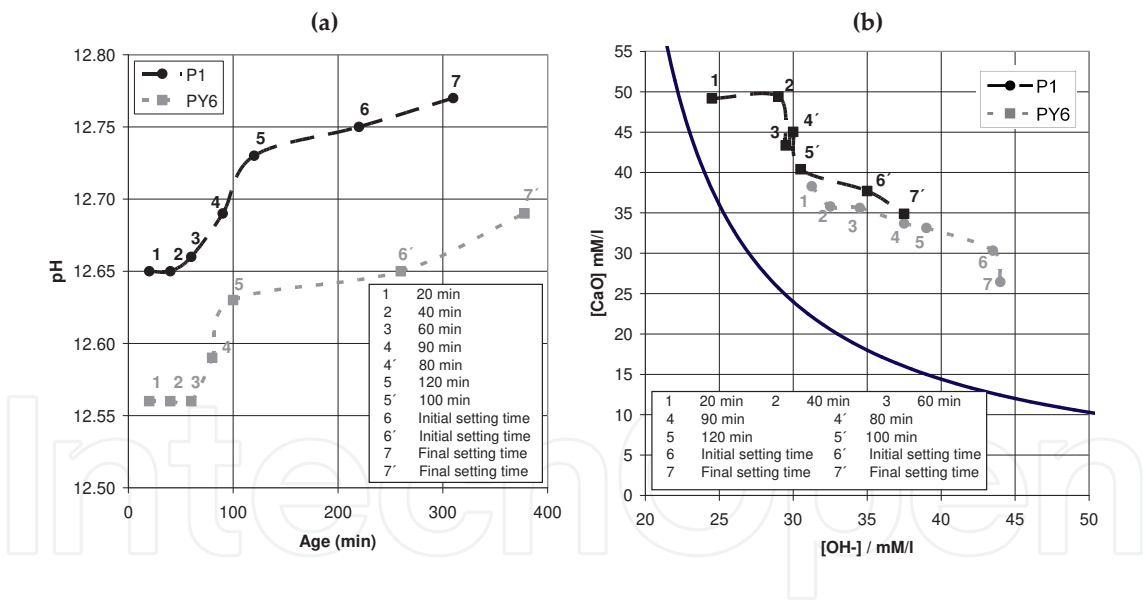 (a)
12.80
12.75
12.70
12.65
12.60
12.55
12.50
pH
0 100 200 300 400
Age (min)
P1
PY6
1 2 3 4 5 6 7
1 2 3´ 4 5 6´ 7´
1 20 min
2 40 min
3 60 min
4 90 min
4´ 80 min
5 120 min
5´ 100 min
6 Initial setting time
6´ Initial setting time
7 Final setting time
7´ Final setting time
(b)
55
50
45
40
35
30
25
20
15
10
5
0
[CaO] mM/l
20 25 30 35 40 45 50
[OH-] / mM/l
P1
PY6
1 2 3 4´ 5´ 6´ 7´
1 2 3 4 5 6 7
1 20 min 2 40 min 3 60 min
4 90 min 4´ 80 min
5 120 min 5´ 100 min
6 Initial setting time 6´ Initial setting time
7 Final setting time 7´ Final setting time
IntechOpen